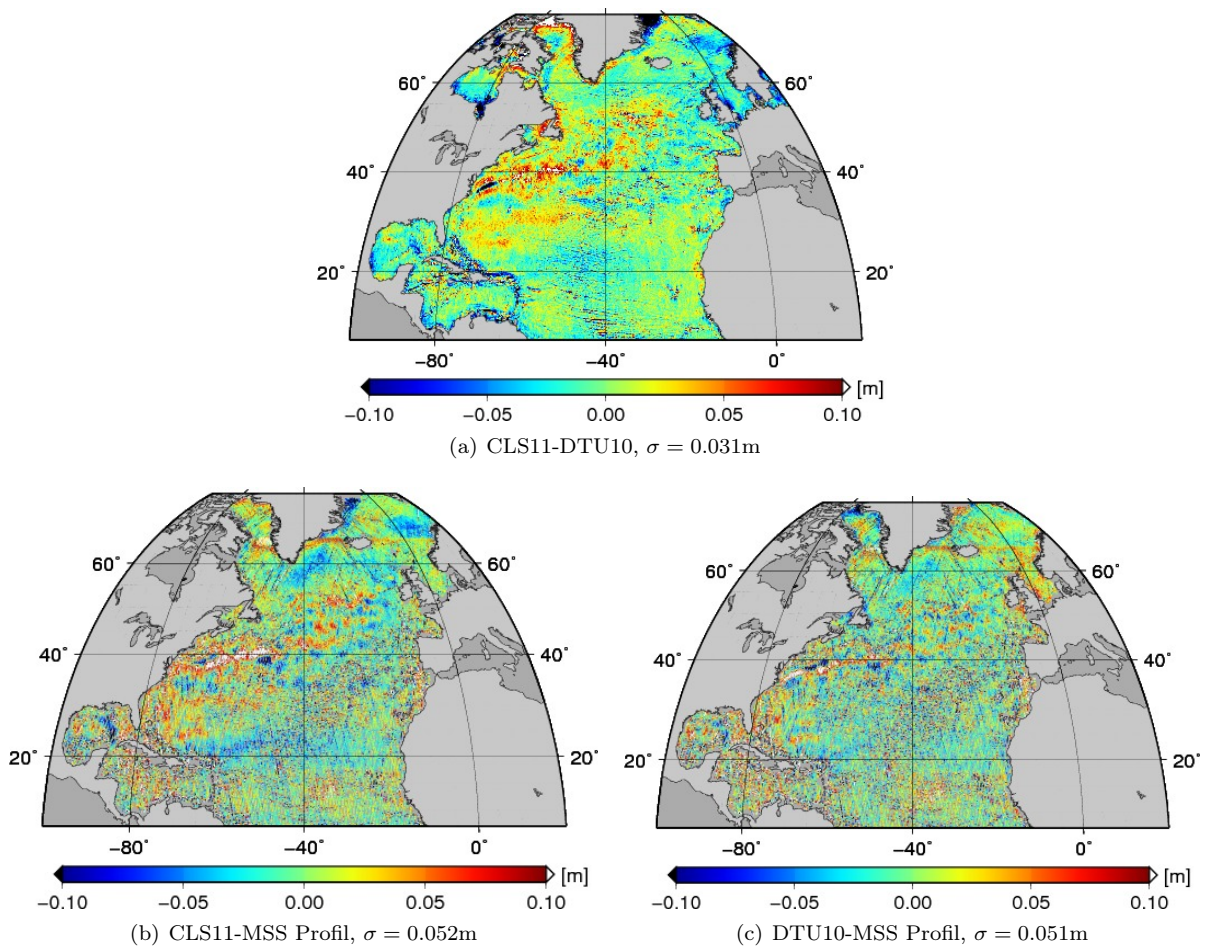 60° 60°
40° 40°
20° 20°
−80° −40° 0°
[m]
−0.10 −0.05 0.00 0.05 0.10
(a) CLS11-DTU10, σ = 0.031m
60° 60°
40° 40°
20° 20°
−80° −40° 0°
[m]
−0.10 −0.05 0.00 0.05 0.10
(b) CLS11-MSS Profil, σ = 0.052m
60° 60°
40° 40°
20° 20°
−80° −40° 0°
[m]
−0.10 −0.05 0.00 0.05 0.10
(c) DTU10-MSS Profil, σ = 0.051m